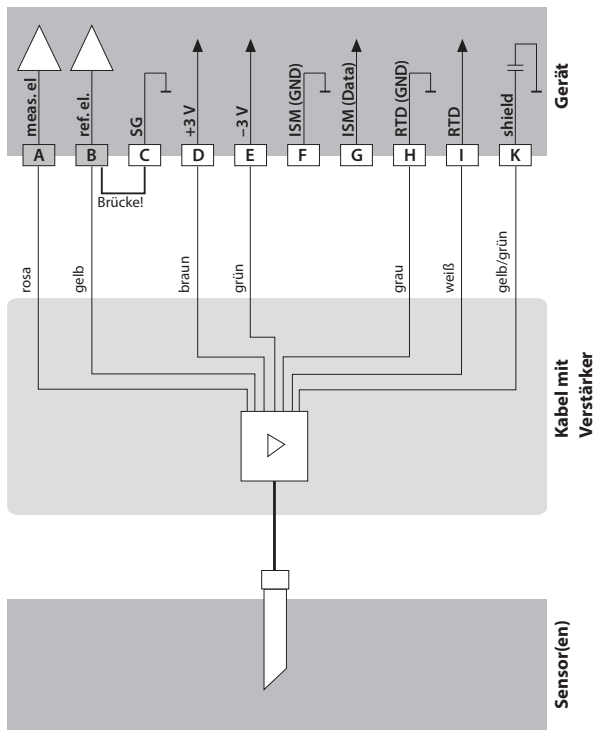 meas. el
ref. el.
SG
+3 V
–3 V
ISM (GND)
ISM (Data)
RTD (GND)
RTD
shield
Gerät
A
B
C
D
E
F
G
H
I
K
Brücke!
rosa
gelb
braun
grün
grau
weiß
gelb/grün
Kabel mit
Verstärker
Sensor(en)